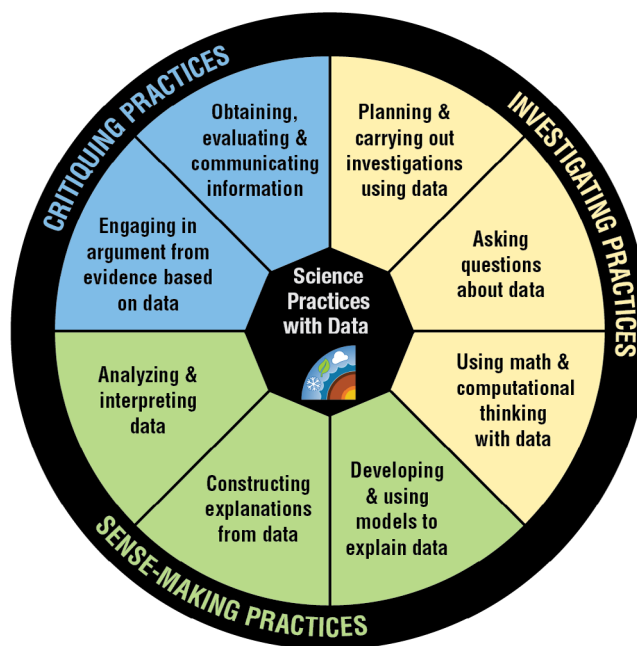 CRITIQUING PRACTICES
INVESTIGATING PRACTICES
SENSE-MAKING PRACTICES
Obtaining,
evaluating &
communicating
information
Planning &
carrying out
investigations
using data
Engaging in
argument from
evidence based
on data
Asking
questions
about data
Science
Practices
with Data
Analyzing &
interpreting
data
Using math &
computational
thinking
with data
Constructing
explanations
from data
Developing
& using
models to
explain data